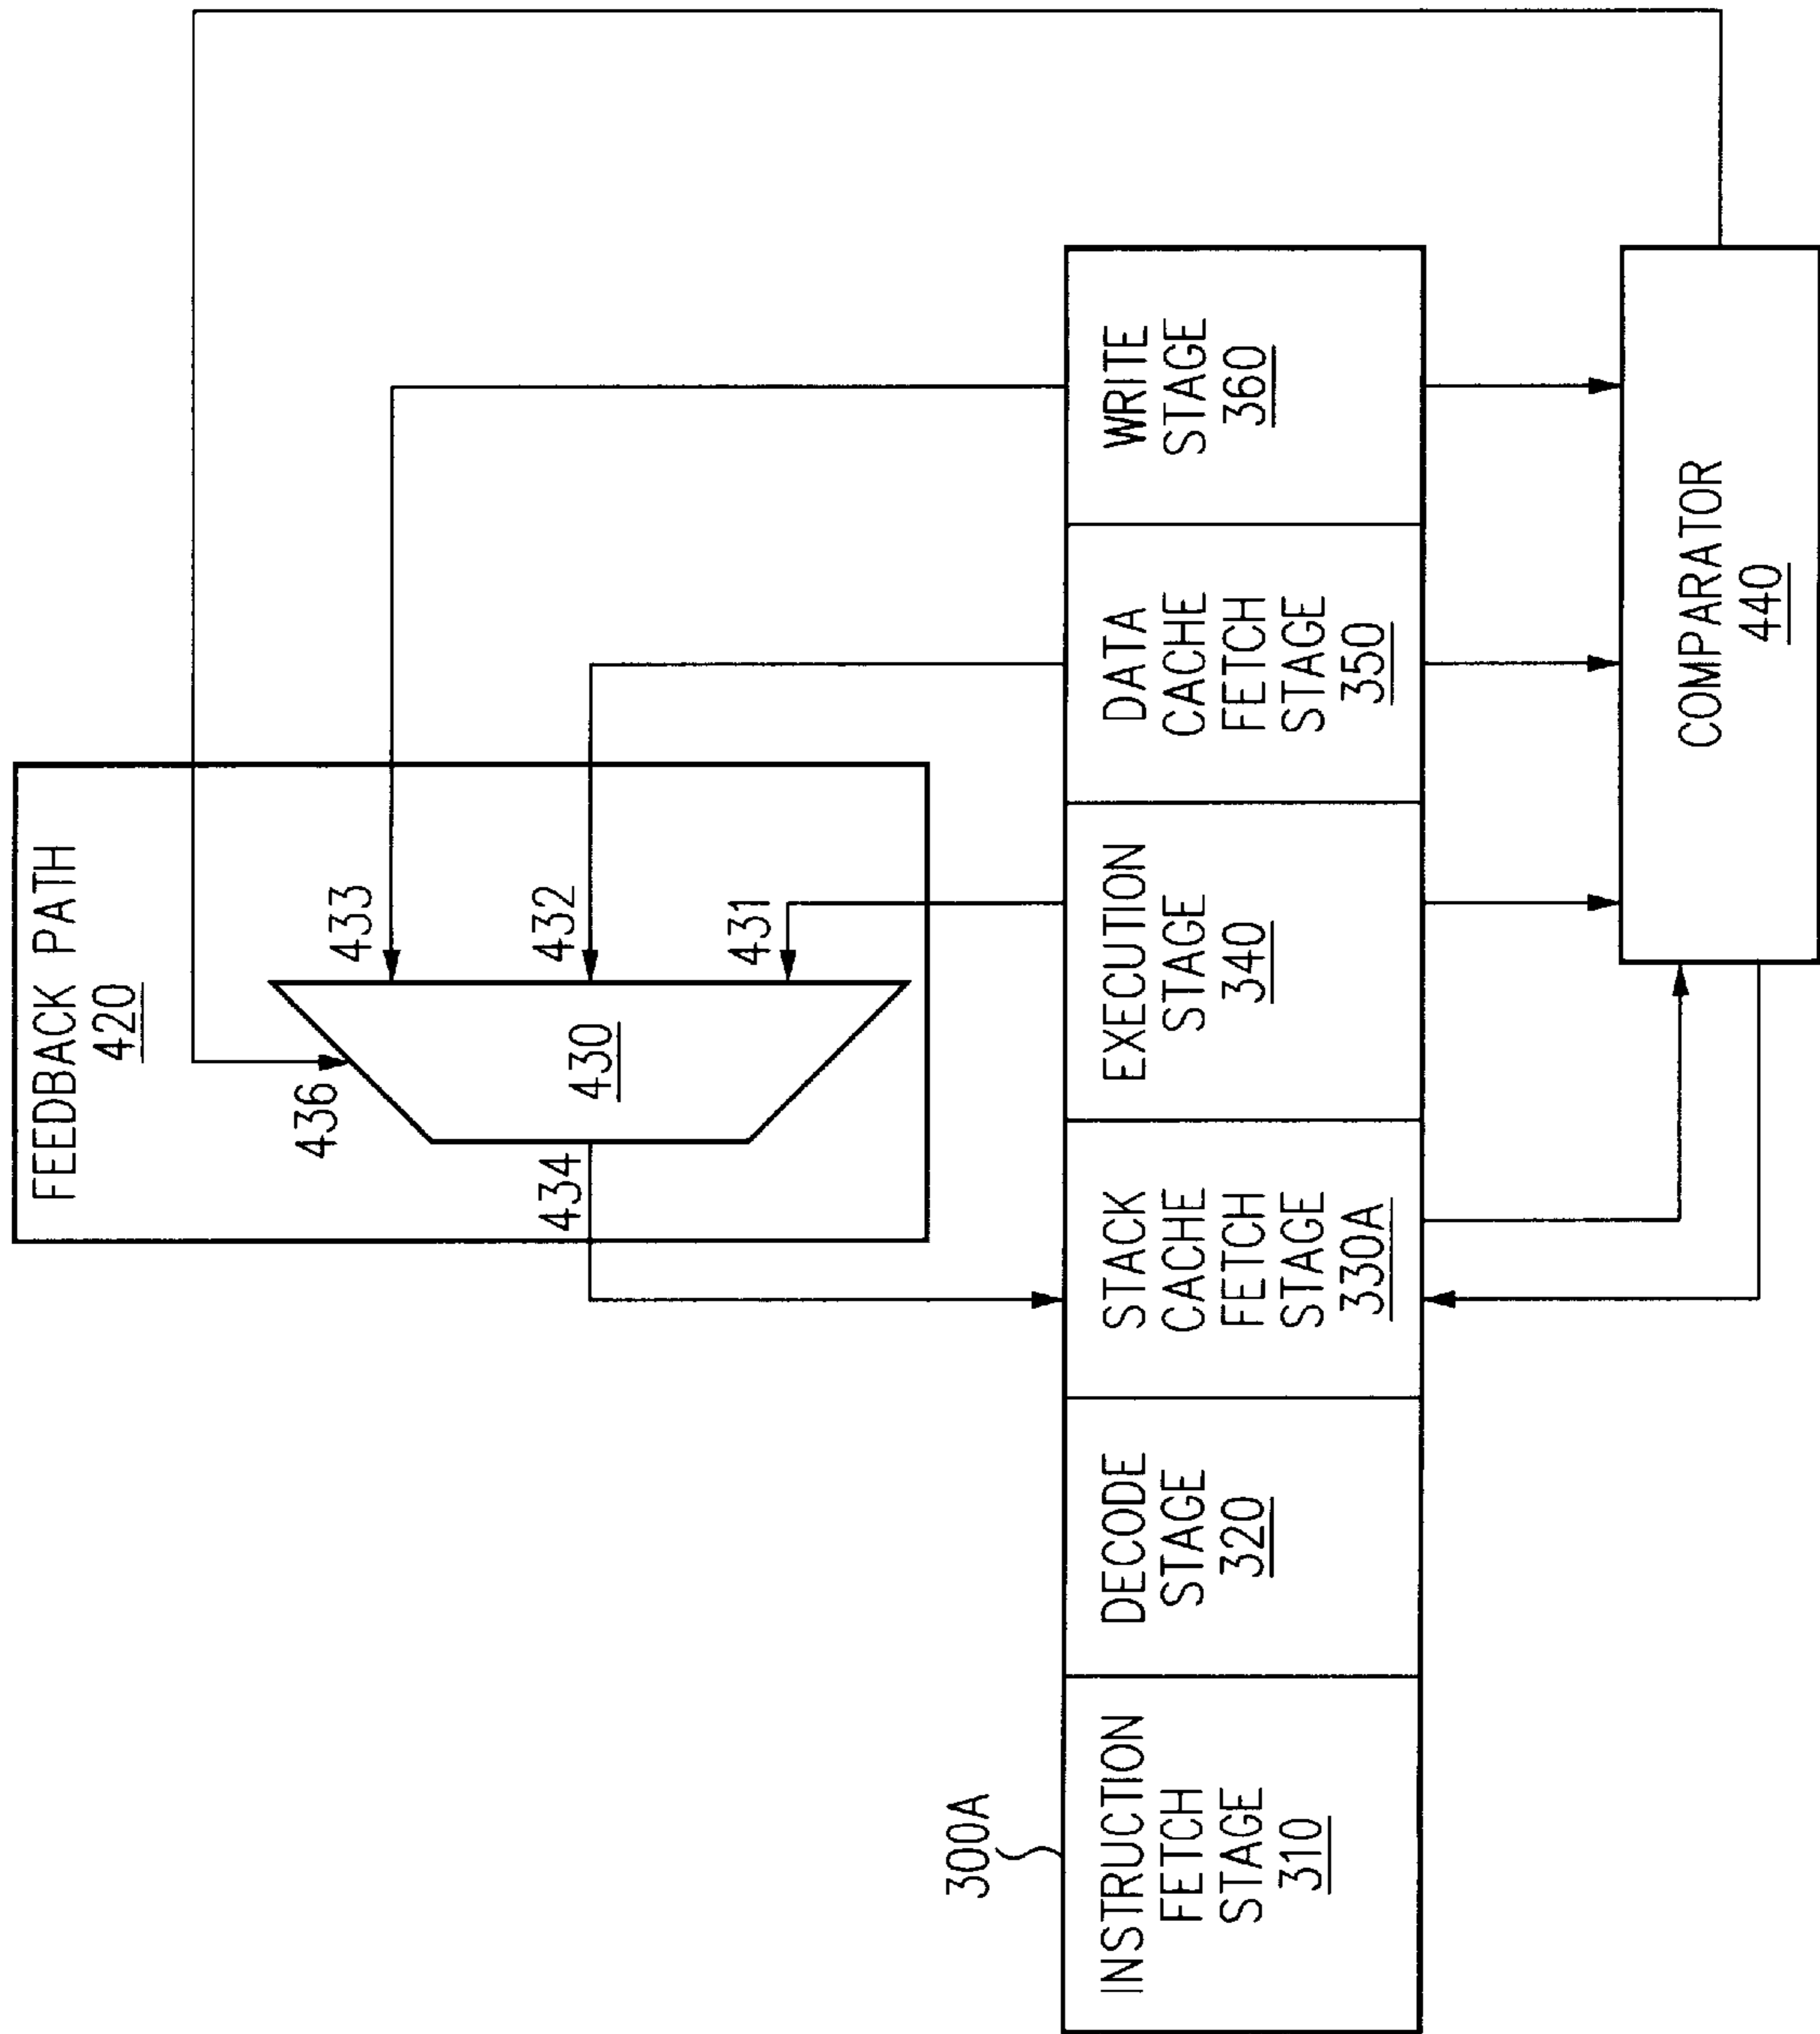 FEEDBACK PATH
420
433
432
431
436
430
434
300A
INSTRUCTION
FETCH
STAGE
310
DECODE
STAGE
320
STACK
CACHE
FETCH
STAGE
330A
EXECUTION
STAGE
340
DATA
CACHE
FETCH
STAGE
350
WRITE
STAGE
360
COMPARATOR
440